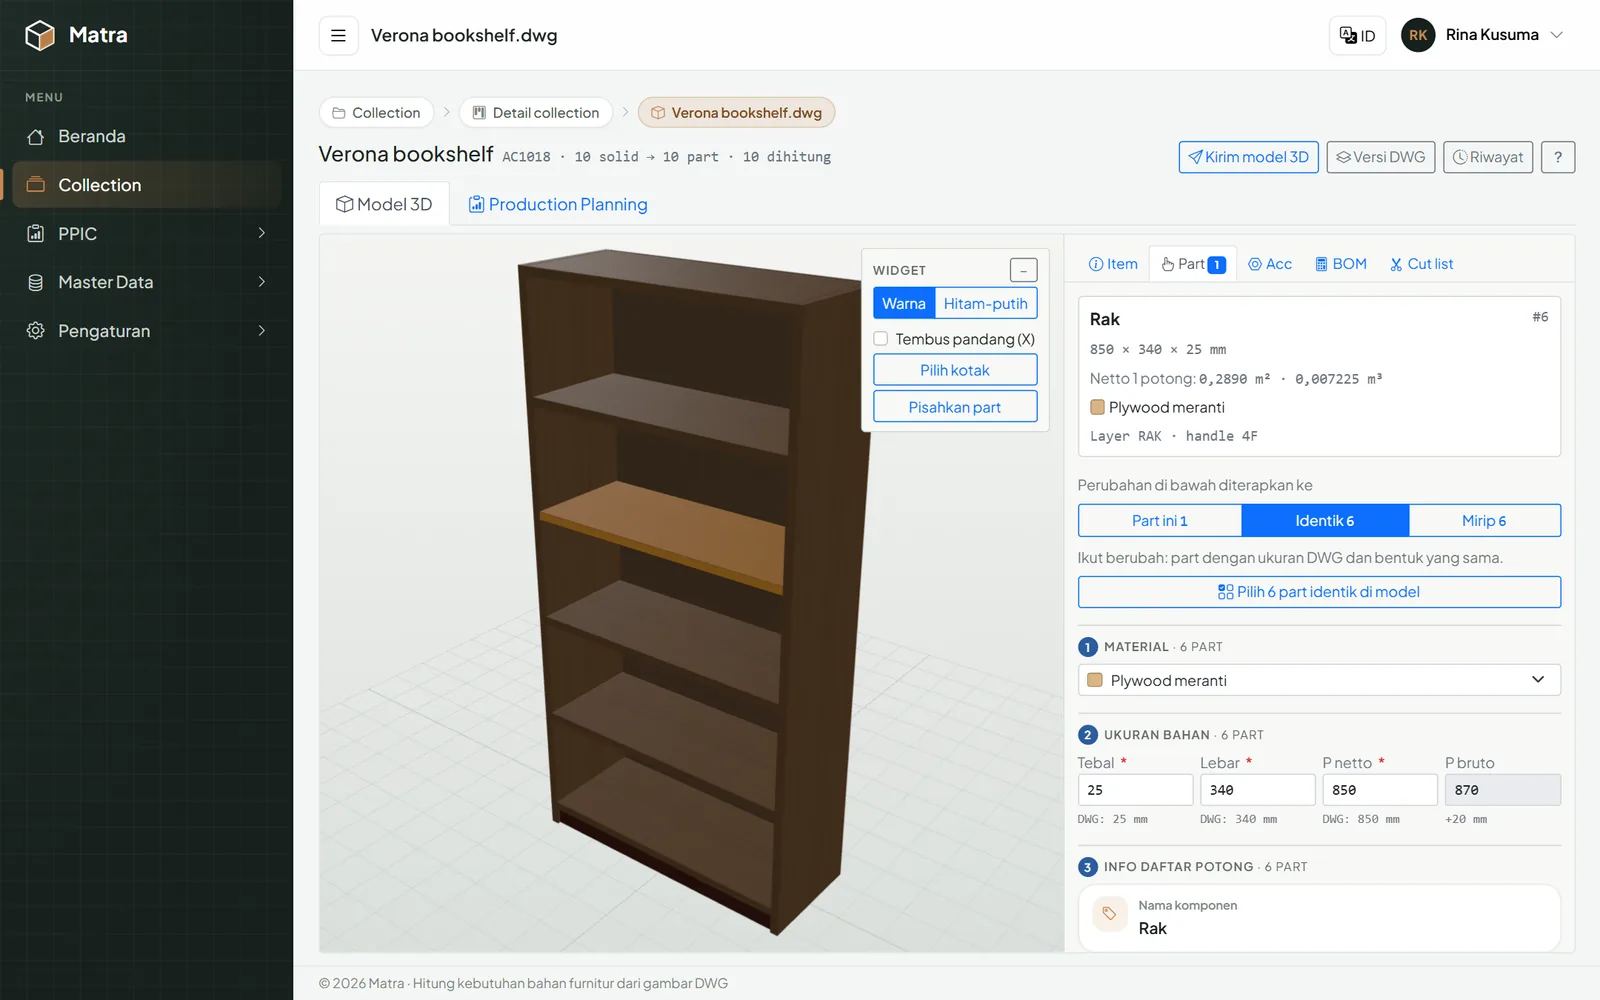 Matra
Verona bookshelf.dwg
ID
RK
Rina Kusuma
MENU
Beranda
Collection
PPIC
Master Data
Pengaturan
Collection
Detail collection
Verona bookshelf.dwg
Verona bookshelf AC1018 · 10 solid → 10 part · 10 dihitung
Kirim model 3D
Versi DWG
Riwayat
?
Model 3D
Production Planning
WIDGET
–
Warna
Hitam-putih
Tembus pandang (X)
Pilih kotak
Pisahkan part
Item
Part 1
Acc
BOM
Cut list
Rak
#6
850 × 340 × 25 mm
Netto 1 potong: 0,2890 m² · 0,007225 m³
Plywood meranti
Layer RAK · handle 4F
Perubahan di bawah diterapkan ke
Part ini 1
Identik 6
Mirip 6
Ikut berubah: part dengan ukuran DWG dan bentuk yang sama.
Pilih 6 part identik di model
1 MATERIAL · 6 PART
Plywood meranti
2 UKURAN BAHAN · 6 PART
Tebal * Lebar * P netto * P bruto
25 340 850 870
DWG: 25 mm DWG: 340 mm DWG: 850 mm +20 mm
3 INFO DAFTAR POTONG · 6 PART
Nama komponen
Rak
© 2026 Matra · Hitung kebutuhan bahan furnitur dari gambar DWG